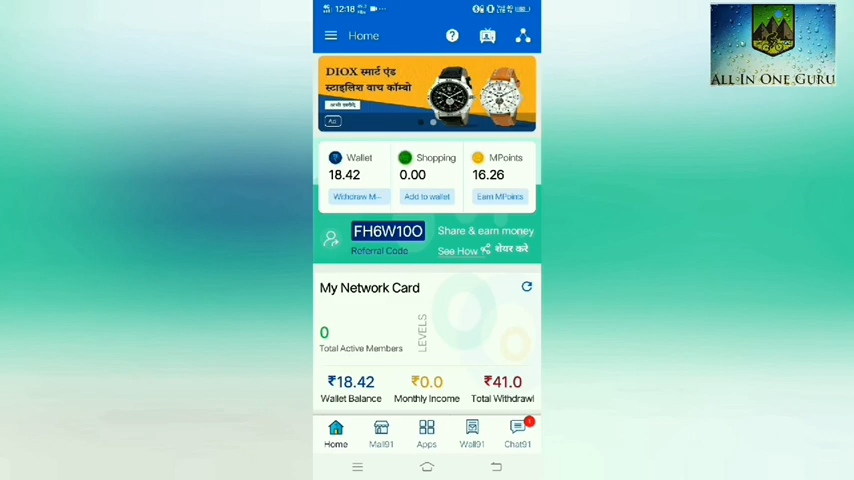 12:18
Home
DIOX स्मार्ट एंड
स्टाइलिश वाच कॉम्बो
Ad
Wallet
18.42
Withdraw M--
Shopping
0.00
Add to wallet
MPoints
16.26
Earn MPoints
FH6W10O
Referral Code
Share & earn money
See How शेयर करे
My Network Card
0
Total Active Members
LEVELS
₹18.42
Wallet Balance
₹0.0
Monthly Income
₹41.0
Total Withdrawl
Home
Mall91
Apps
Wall91
Chat91
1
ALL IN ONE GURU